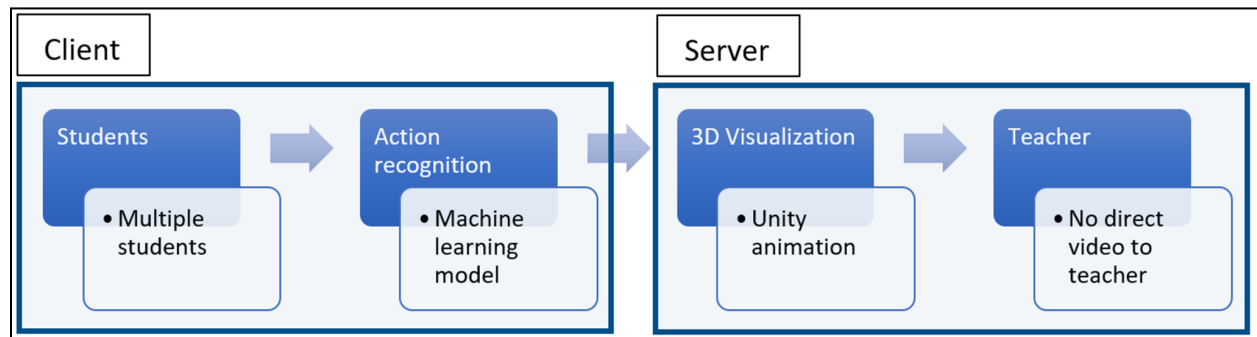 Client
Server
Students
• Multiple
students
Action
recognition
• Machine
learning
model
3D Visualization
• Unity
animation
Teacher
• No direct
video to
teacher